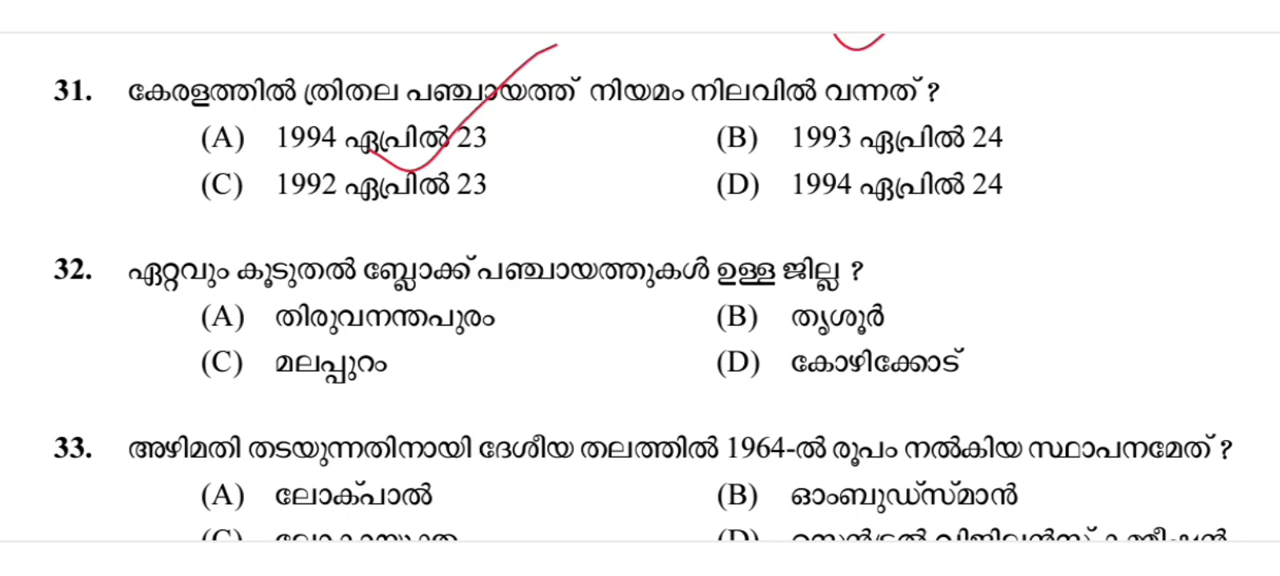 31. കേരളത്തിൽ ത്രിതല പഞ്ചായത്ത് നിയമം നിലവിൽ വന്നത് ?
(A) 1994 ഏപ്രിൽ 23 (B) 1993 ഏപ്രിൽ 24
(C) 1992 ഏപ്രിൽ 23 (D) 1994 ഏപ്രിൽ 24
32. ഏറ്റവും കൂടുതൽ ബ്ലോക്ക് പഞ്ചായത്തുകൾ ഉള്ള ജില്ല ?
(A) തിരുവനന്തപുരം (B) തൃശൂർ
(C) മലപ്പുറം (D) കോഴിക്കോട്
33. അഴിമതി തടയുന്നതിനായി ദേശീയ തലത്തിൽ 1964-ൽ രൂപം നൽകിയ സ്ഥാപനമേത് ?
(A) ലോക്പാൽ (B) ഓംബുഡ്സ്മാൻ
(C) (D)